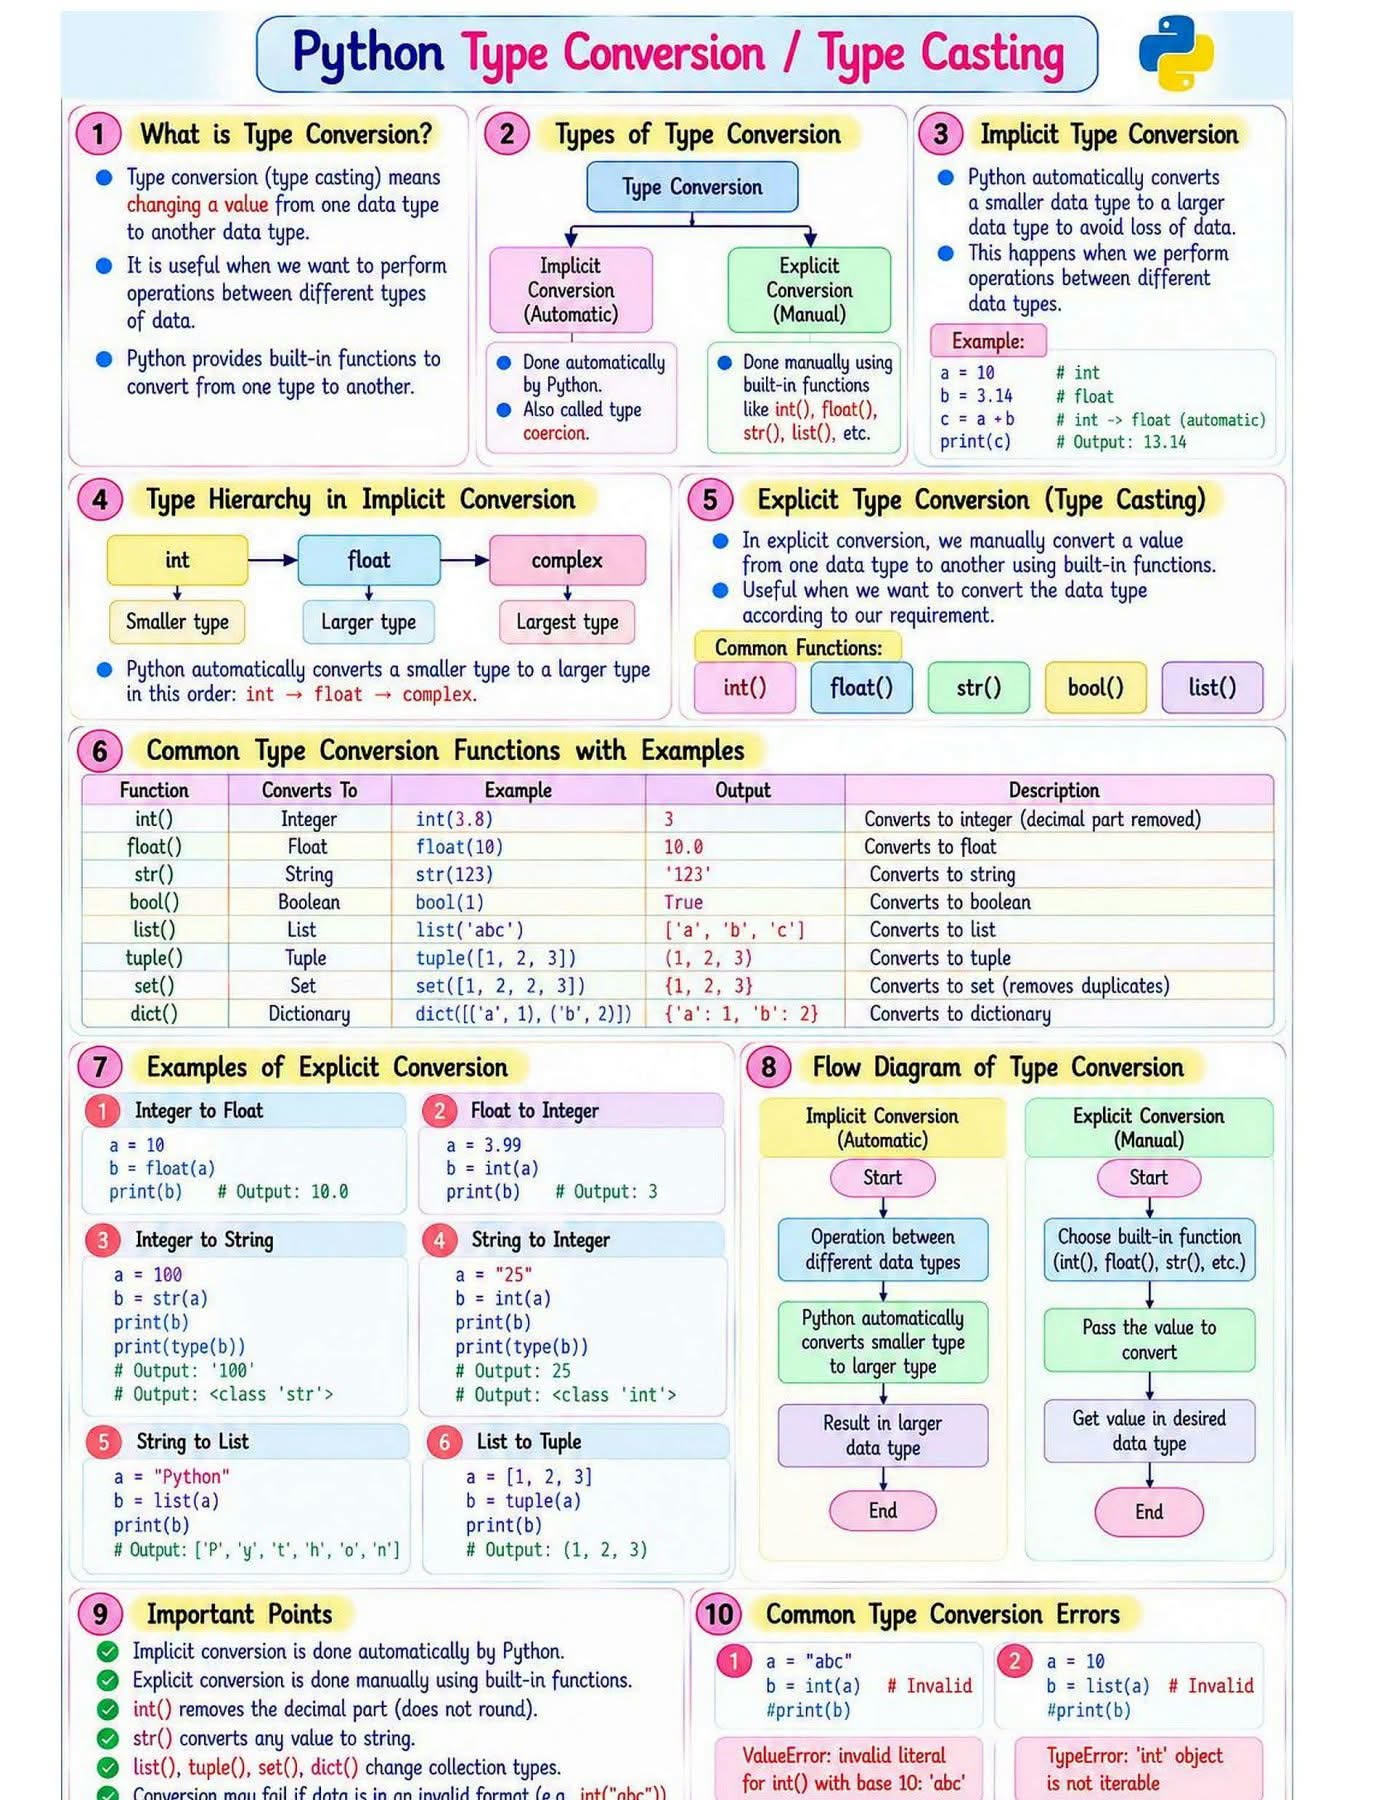 Python Type Conversion / Type Casting
1 What is Type Conversion?
Type conversion (type casting) means
changing a value from one data type
to another data type.
It is useful when we want to perform
operations between different types
of data.
Python provides built-in functions to
convert from one type to another.
2 Types of Type Conversion
Type Conversion
Implicit
Conversion
(Automatic)
Done automatically
by Python.
Also called type
coercion.
Explicit
Conversion
(Manual)
Done manually using
built-in functions
like int(), float(),
str(), list(), etc.
3 Implicit Type Conversion
Python automatically converts
a smaller data type to a larger
data type to avoid loss of data.
This happens when we perform
operations between different
data types.
Example:
a = 10 # int
b = 3.14 # float
c = a + b # int -> float (automatic)
print(c) # Output: 13.14
4 Type Hierarchy in Implicit Conversion
int float complex
Smaller type Larger type Largest type
Python automatically converts a smaller type to a larger type
in this order: int → float → complex.
5 Explicit Type Conversion (Type Casting)
In explicit conversion, we manually convert a value
from one data type to another using built-in functions.
Useful when we want to convert the data type
according to our requirement.
Common Functions:
int() float() str() bool() list()
6 Common Type Conversion Functions with Examples
Function Converts To Example Output Description
int() Integer int(3.8) 3 Converts to integer (decimal part removed)
float() Float float(10) 10.0 Converts to float
str() String str(123) '123' Converts to string
bool() Boolean bool(1) True Converts to boolean
list() List list('abc') ['a', 'b', 'c'] Converts to list
tuple() Tuple tuple([1, 2, 3]) (1, 2, 3) Converts to tuple
set() Set set([1, 2, 2, 3]) {1, 2, 3} Converts to set (removes duplicates)
dict() Dictionary dict([('a', 1), ('b', 2)]) {'a': 1, 'b': 2} Converts to dictionary
7 Examples of Explicit Conversion
1 Integer to Float
a = 10
b = float(a)
print(b) # Output: 10.0
2 Float to Integer
a = 3.99
b = int(a)
print(b) # Output: 3
3 Integer to String
a = 100
b = str(a)
print(b)
print(type(b))
# Output: '100'
# Output: <class 'str'>
4 String to Integer
a = "25"
b = int(a)
print(b)
print(type(b))
# Output: 25
# Output: <class 'int'>
5 String to List
a = "Python"
b = list(a)
print(b)
# Output: ['P', 'y', 't', 'h', 'o', 'n']
6 List to Tuple
a = [1, 2, 3]
b = tuple(a)
print(b)
# Output: (1, 2, 3)
8 Flow Diagram of Type Conversion
Implicit Conversion
(Automatic)
Start
Operation between
different data types
Python automatically
converts smaller type
to larger type
Result in larger
data type
End
Explicit Conversion
(Manual)
Start
Choose built-in function
(int(), float(), str(), etc.)
Pass the value to
convert
Get value in desired
data type
End
9 Important Points
Implicit conversion is done automatically by Python.
Explicit conversion is done manually using built-in functions.
int() removes the decimal part (does not round).
str() converts any value to string.
list(), tuple(), set(), dict() change collection types.
Conversion may fail if data is in an invalid format (e.g., int("abc"))
10 Common Type Conversion Errors
1 a = "abc"
b = int(a) # Invalid
#print(b)
ValueError: invalid literal
for int() with base 10: 'abc'
2 a = 10
b = list(a) # Invalid
#print(b)
TypeError: 'int' object
is not iterable